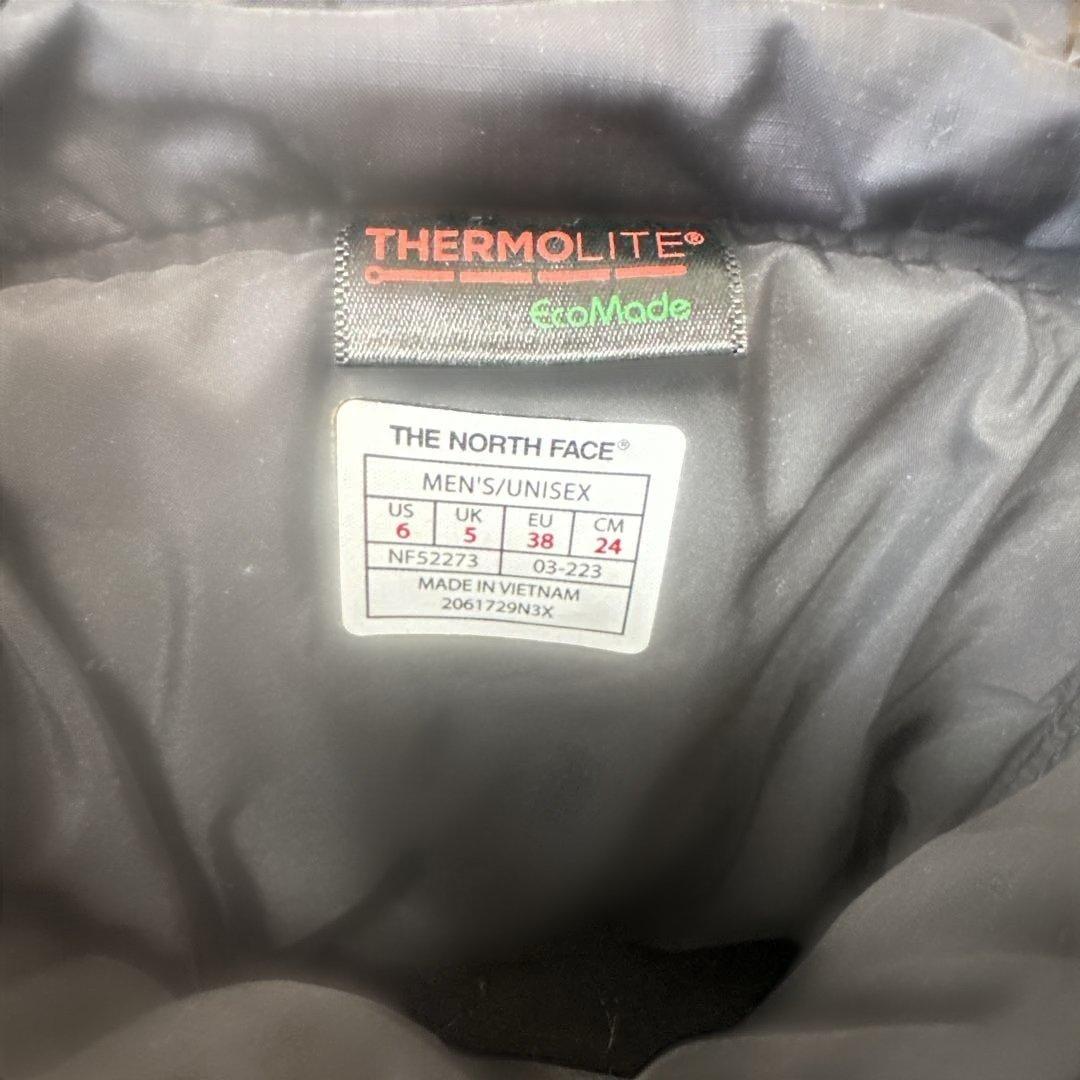 THERMOLITE®
EcoMade
THE NORTH FACE®
MEN'S/UNISEX
US UK EU CM
6 5 38 24
NF52273 03-223
MADE IN VIETNAM
2061729N3X